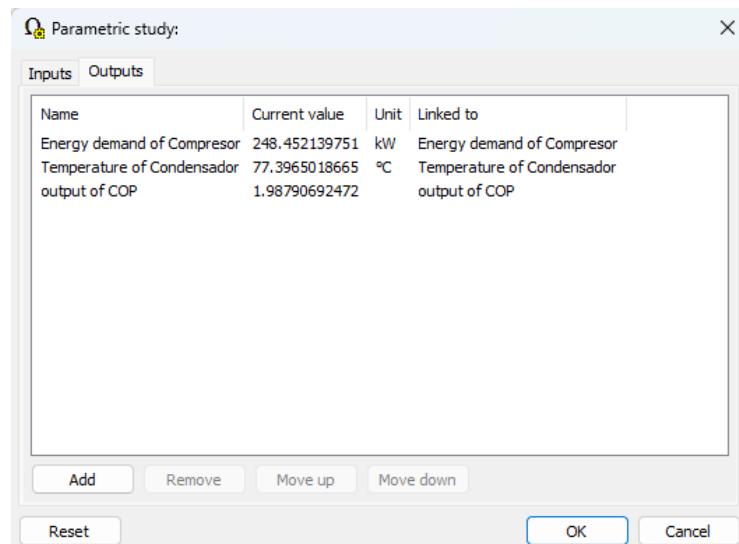 Parametric study:
Inputs Outputs
Name Current value Unit Linked to
Energy demand of Compresor 248.452139751 kW Energy demand of Compresor
Temperature of Condensador 77.3965018665 ºC Temperature of Condensador
output of COP 1.98790692472 output of COP
Add Remove Move up Move down
Reset OK Cancel